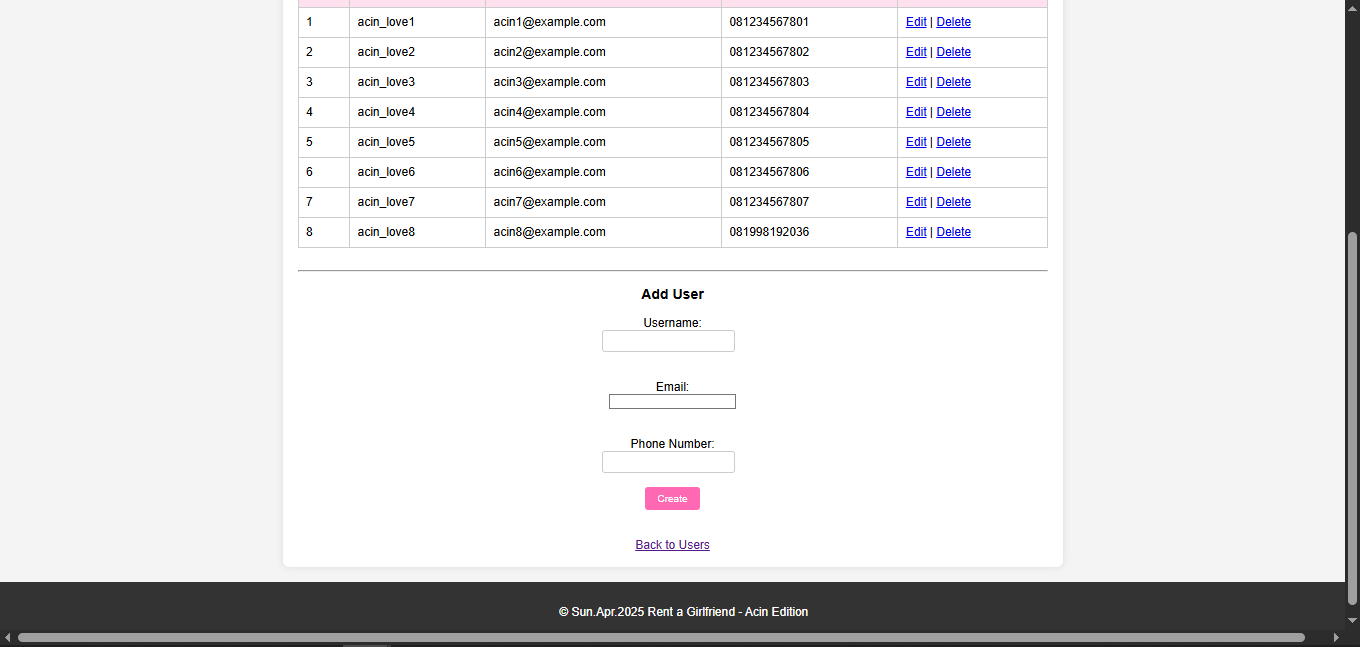 1 acin_love1 acin1@example.com 081234567801 Edit | Delete
2 acin_love2 acin2@example.com 081234567802 Edit | Delete
3 acin_love3 acin3@example.com 081234567803 Edit | Delete
4 acin_love4 acin4@example.com 081234567804 Edit | Delete
5 acin_love5 acin5@example.com 081234567805 Edit | Delete
6 acin_love6 acin6@example.com 081234567806 Edit | Delete
7 acin_love7 acin7@example.com 081234567807 Edit | Delete
8 acin_love8 acin8@example.com 081998192036 Edit | Delete
Add User
Username:
Email:
Phone Number:
Create
Back to Users
© Sun.Apr.2025 Rent a Girlfriend - Acin Edition